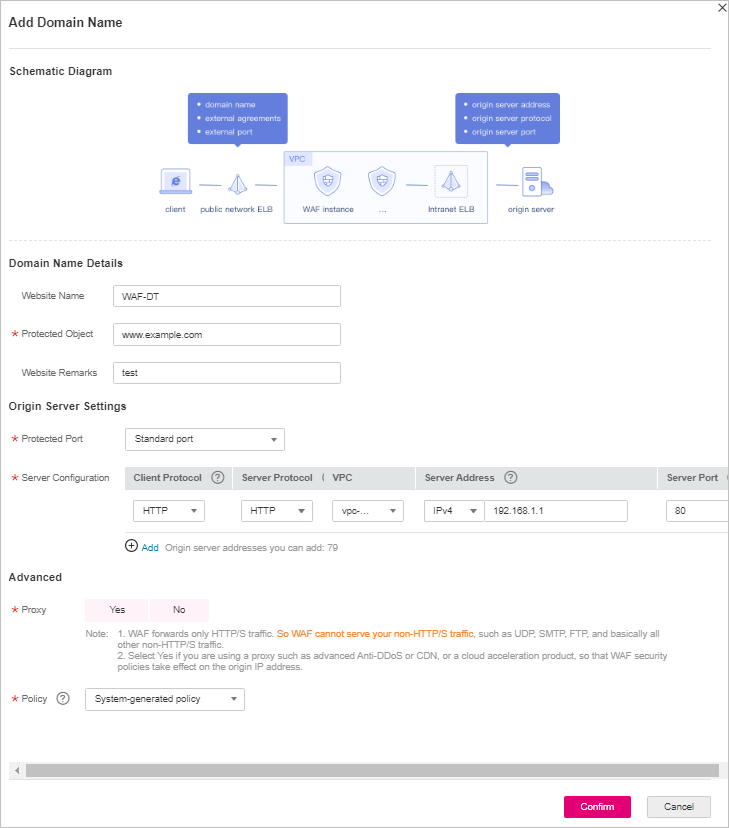 Add Domain Name
Schematic Diagram
• domain name
• external agreements
• external port
• origin server address
• origin server protocol
• origin server port
VPC
client
public network ELB
WAF instance
...
Intranet ELB
origin server
Domain Name Details
Website Name
WAF-DT
* Protected Object
www.example.com
Website Remarks
test
Origin Server Settings
* Protected Port
Standard port
* Server Configuration
Client Protocol ? Server Protocol VPC Server Address ? Server Port
HTTP HTTP vpc-... IPv4 192.168.1.1 80
Add Origin server addresses you can add: 79
Advanced
* Proxy
Yes No
Note: 1. WAF forwards only HTTP/S traffic. So WAF cannot serve your non-HTTP/S traffic, such as UDP, SMTP, FTP, and basically all
other non-HTTP/S traffic.
2. Select Yes if you are using a proxy such as advanced Anti-DDoS or CDN, or a cloud acceleration product, so that WAF security
policies take effect on the origin IP address.
* Policy ? System-generated policy
Confirm Cancel